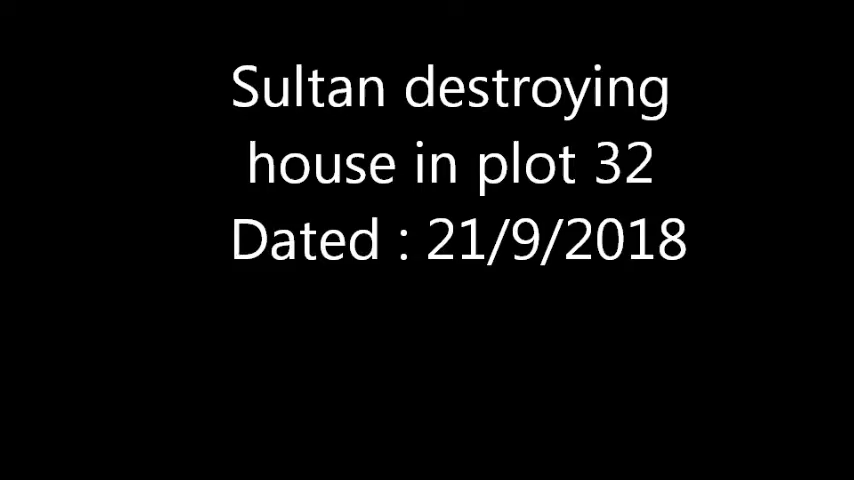 Sultan destroying
house in plot 32
Dated : 21/9/2018